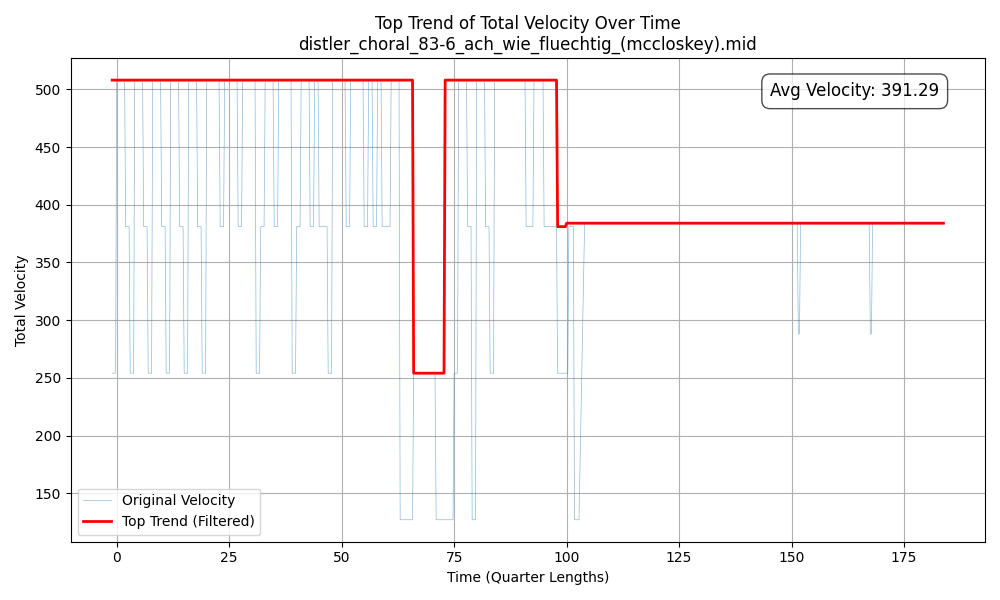 Top Trend of Total Velocity Over Time
distler_choral_83-6_ach_wie_fluechtig_(mccloskey).mid
Avg Velocity: 391.29
Total Velocity
500
450
400
350
300
250
200
150
Original Velocity
Top Trend (Filtered)
0 25 50 75 100 125 150 175
Time (Quarter Lengths)